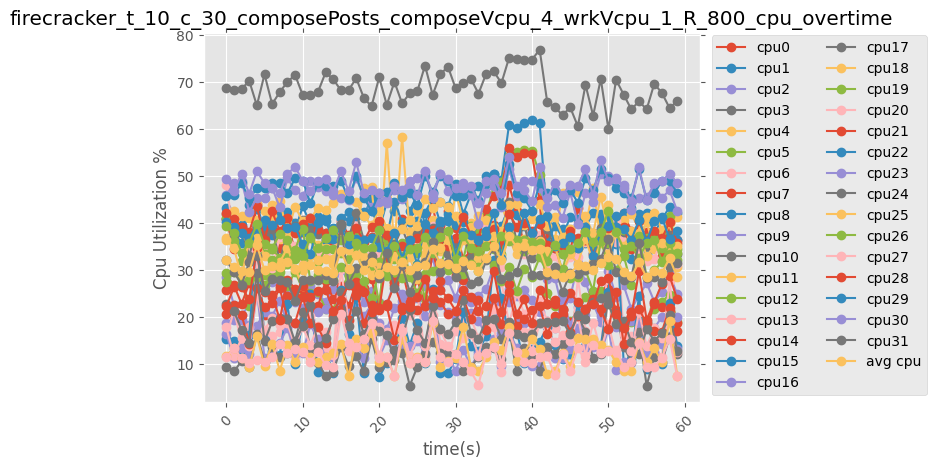 firecracker_t_10_c_30_composePosts_composeVcpu_4_wrkVcpu_1_R_800_cpu_overtime
80
70
60
50
40
30
20
10
Cpu Utilization %
0
10
20
30
40
50
60
time(s)
cpu0
cpu1
cpu2
cpu3
cpu4
cpu5
cpu6
cpu7
cpu8
cpu9
cpu10
cpu11
cpu12
cpu13
cpu14
cpu15
cpu16
cpu17
cpu18
cpu19
cpu20
cpu21
cpu22
cpu23
cpu24
cpu25
cpu26
cpu27
cpu28
cpu29
cpu30
cpu31
avg cpu